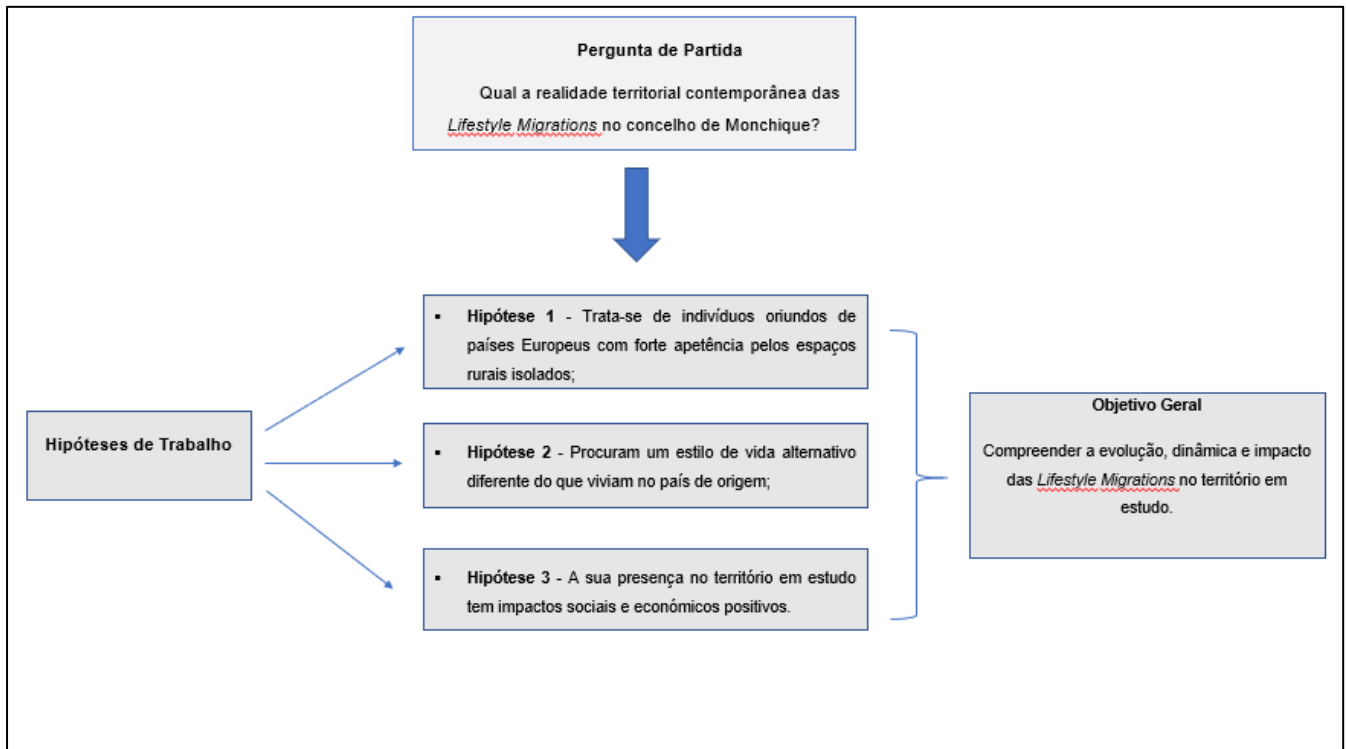 Pergunta de Partida
Qual a realidade territorial contemporânea das
Lifestyle Migrations no concelho de Monchique?
Hipóteses de Trabalho
▪ Hipótese 1 - Trata-se de indivíduos oriundos de
países Europeus com forte apetência pelos espaços
rurais isolados;
▪ Hipótese 2 - Procuram um estilo de vida alternativo
diferente do que viviam no país de origem;
▪ Hipótese 3 - A sua presença no território em estudo
tem impactos sociais e económicos positivos.
Objetivo Geral
Compreender a evolução, dinâmica e impacto
das Lifestyle Migrations no território em
estudo.